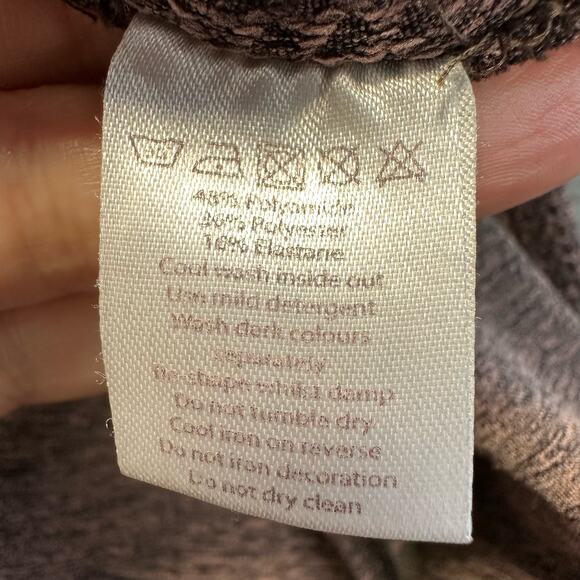 48% Polyamide
36% Polyester
16% Elastane
Cool wash inside out
Use mild detergent
Wash dark colours
separately
Re-shape whilst damp
Do not tumble dry
Cool iron on reverse
Do not iron decoration
Do not dry clean